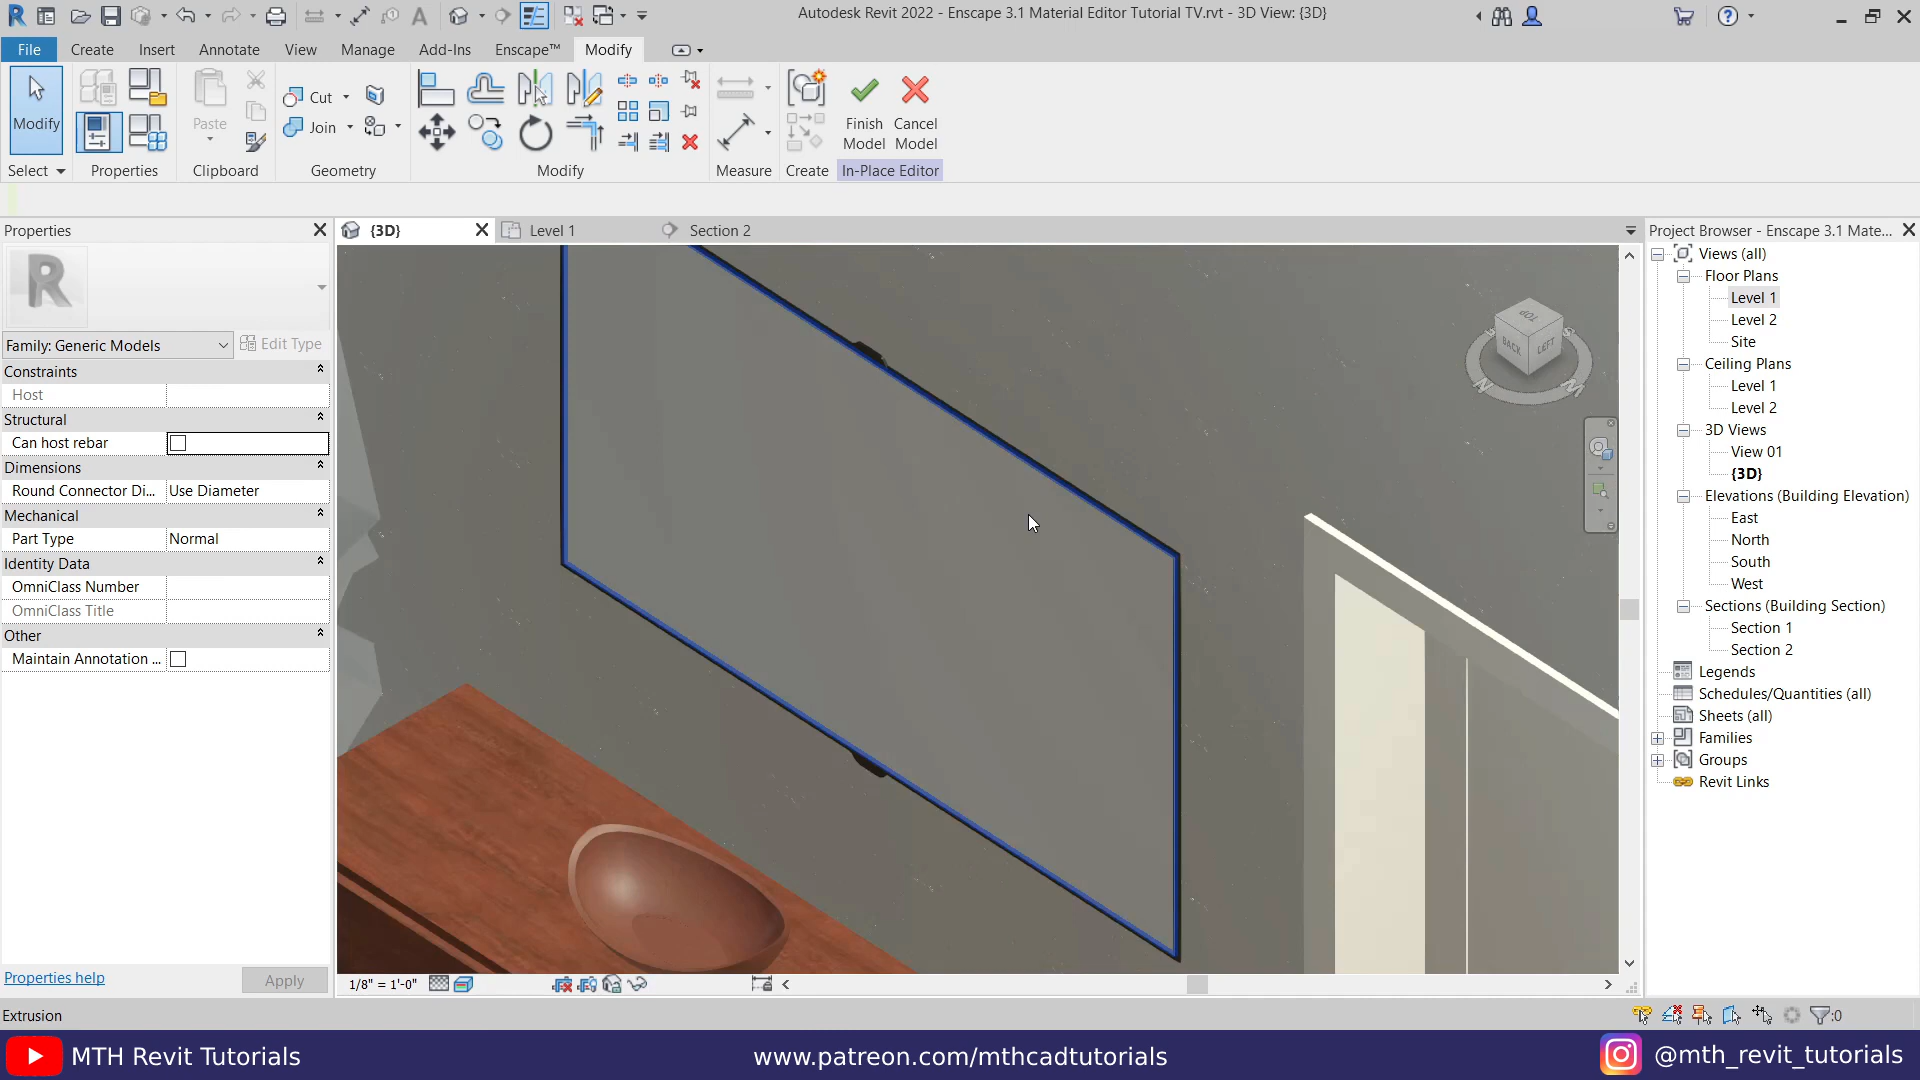 Autodesk Revit 2022 - Enscape 3.1 Material Editor Tutorial TV.rvt - 3D View: {3D}
File Create Insert Annotate View Manage Add-Ins Enscape™ Modify
Modify
Paste
Cut
Join
Finish Model
Cancel Model
Select Properties Clipboard Geometry Modify Measure Create In-Place Editor
Properties
{3D} Level 1 Section 2
Project Browser - Enscape 3.1 Mate...
Family: Generic Models
Edit Type
Constraints
Host
Structural
Can host rebar
Dimensions
Round Connector Di... Use Diameter
Mechanical
Part Type Normal
Identity Data
OmniClass Number
OmniClass Title
Other
Maintain Annotation ...
Properties help
Apply
TOP
BACK
LEFT
Views (all)
Floor Plans
Level 1
Level 2
Site
Ceiling Plans
Level 1
Level 2
3D Views
View 01
{3D}
Elevations (Building Elevation)
East
North
South
West
Sections (Building Section)
Section 1
Section 2
Legends
Schedules/Quantities (all)
Sheets (all)
Families
Groups
Revit Links
1/8" = 1'-0"
Extrusion
:0
MTH Revit Tutorials
www.patreon.com/mthcadtutorials
@mth_revit_tutorials